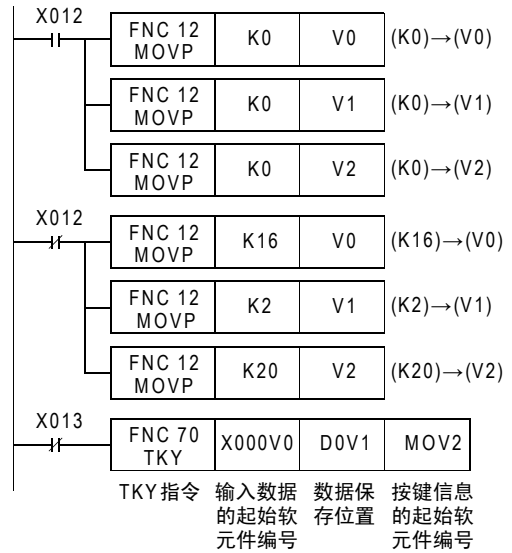 X012
FNC 12
MOVP
K0
V0
(K0)→(V0)
FNC 12
MOVP
K0
V1
(K0)→(V1)
FNC 12
MOVP
K0
V2
(K0)→(V2)
X012
FNC 12
MOVP
K16
V0
(K16)→(V0)
FNC 12
MOVP
K2
V1
(K2)→(V1)
FNC 12
MOVP
K20
V2
(K20)→(V2)
X013
FNC 70
TKY
X000V0
D0V1
MOV2
TKY指令
输入数据
的起始软
元件编号
数据保
存位置
按键信息
的起始软
元件编号